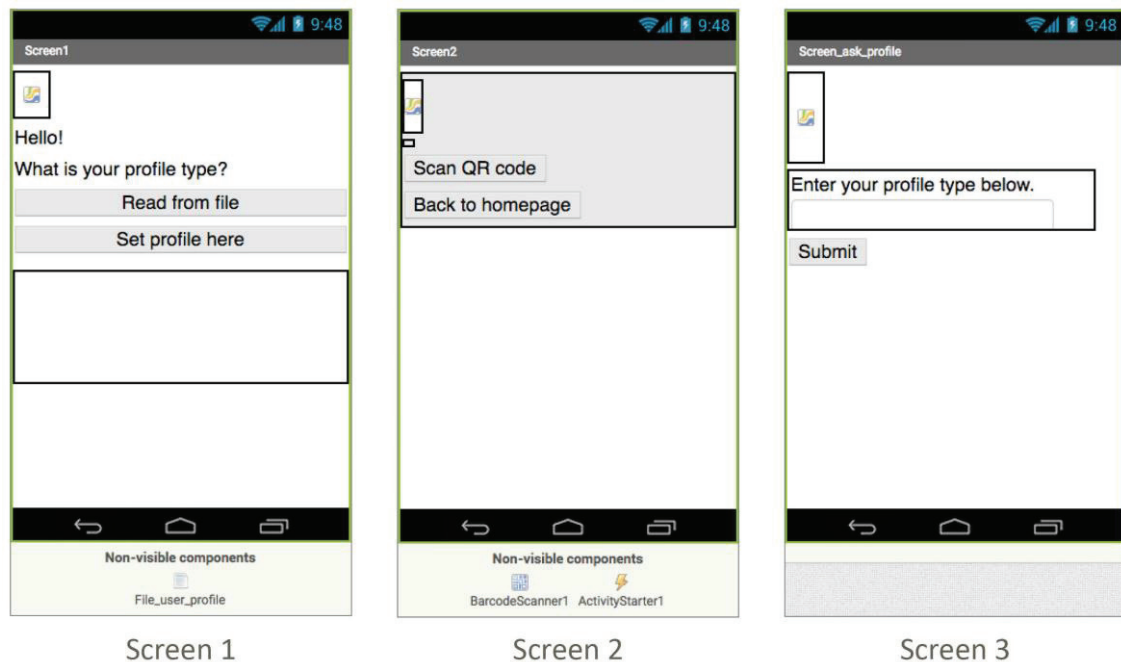 9:48
Screen1
Hello!
What is your profile type?
Read from file
Set profile here
Non-visible components
File_user_profile
Screen 1
9:48
Screen2
Scan QR code
Back to homepage
Non-visible components
BarcodeScanner1 ActivityStarter1
Screen 2
9:48
Screen_ask_profile
Enter your profile type below.
Submit
Screen 3